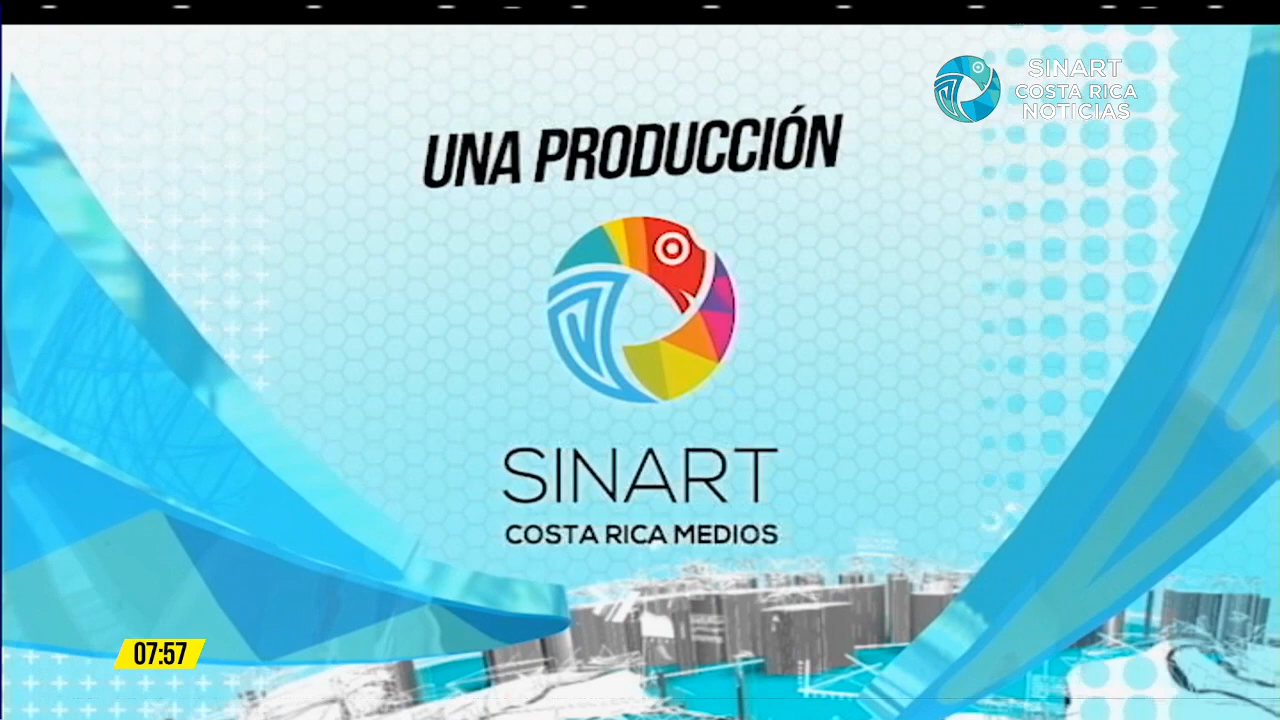 SINART
COSTA RICA
NOTICIAS
UNA PRODUCCIÓN
SINART
COSTA RICA MEDIOS
07:57